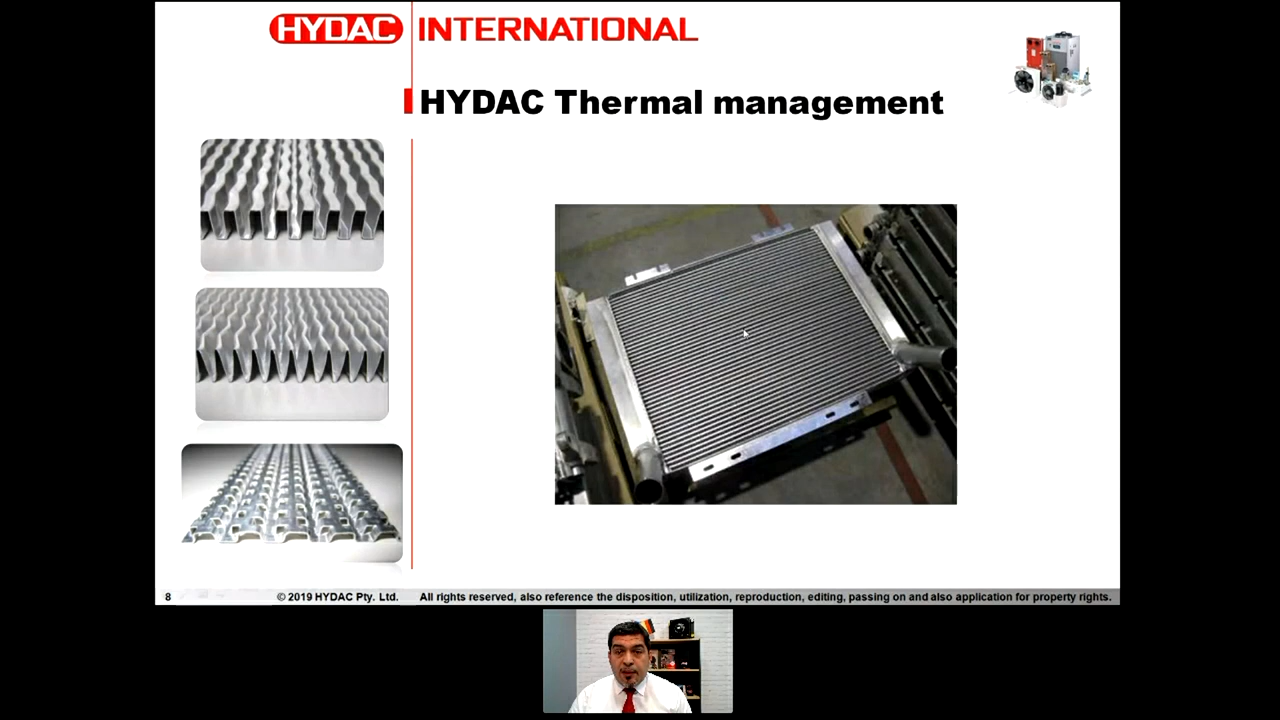 HYDAC INTERNATIONAL
HYDAC Thermal management
8 © 2019 HYDAC Pty. Ltd. All rights reserved, also reference the disposition, utilization, reproduction, editing, passing on and also application for property rights.